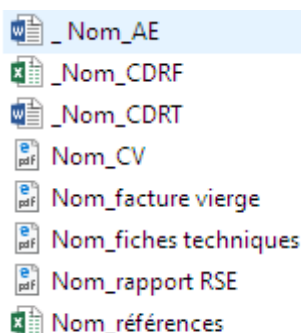 _ Nom_AE
_Nom_CDRF
_Nom_CDRT
Nom_CV
Nom_facture vierge
Nom_fiches techniques
Nom_rapport RSE
Nom_références